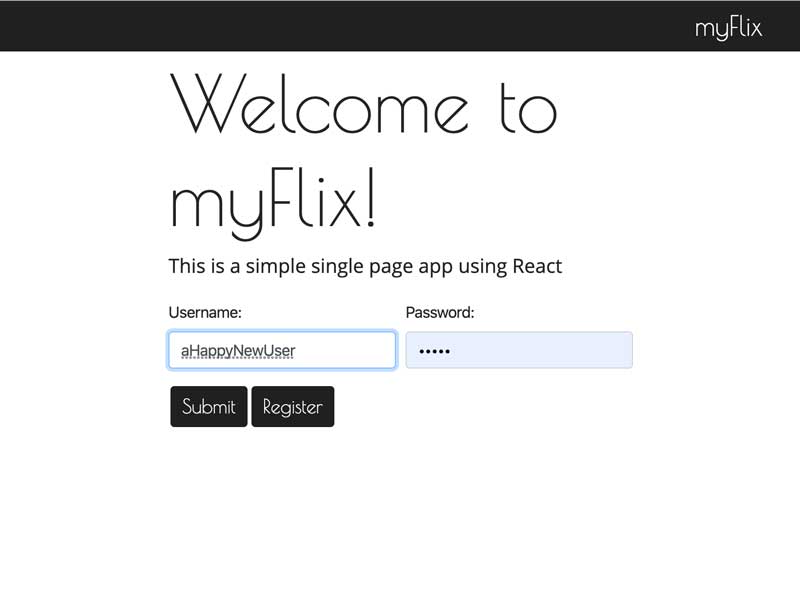 myFlix
Welcome to
myFlix!
This is a simple single page app using React
Username: Password:
aHappyNewUser •••••
Submit Register